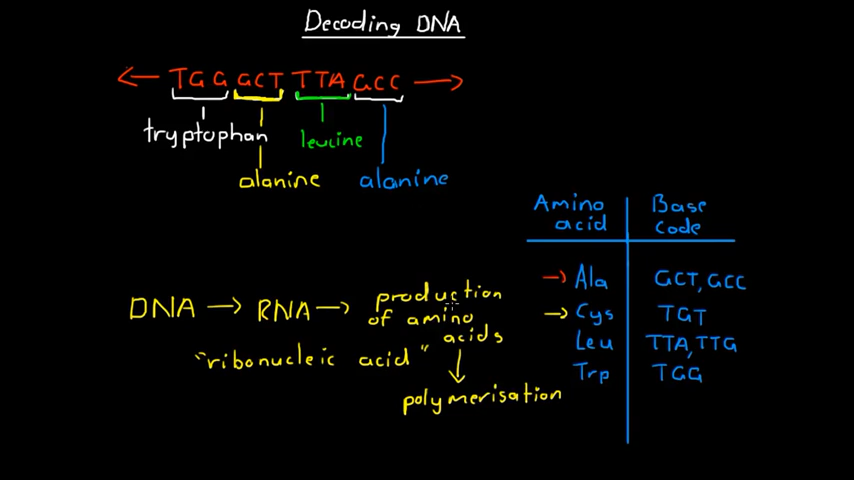 Decoding DNA
TGG GCT TTA GCC
tryptophan
leucine
alanine
alanine
Amino acid
Base code
Ala GCT, GCC
Cys TGT
Leu TTA, TTG
Trp TGG
DNA → RNA → production
of amino
acids
"ribonucleic acid"
polymerisation